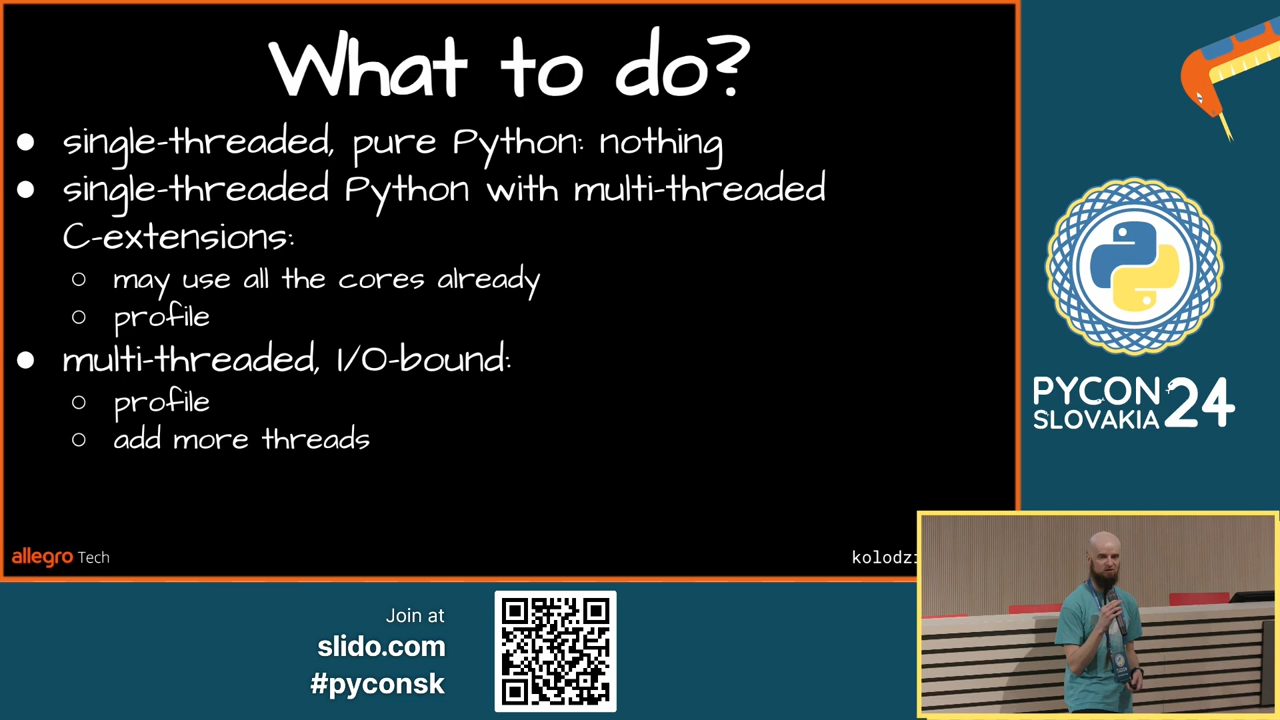 What to do?
● single-threaded, pure Python: nothing
● single-threaded Python with multi-threaded
C-extensions:
○ may use all the cores already
○ profile
● multi-threaded, I/O-bound:
○ profile
○ add more threads
allegro Tech
kolodzi
PYCON
SLOVAKIA 24
Join at
slido.com
#pyconsk